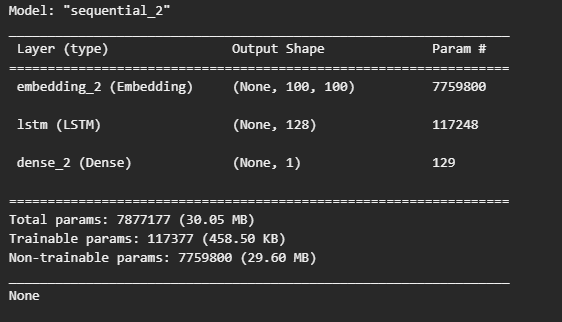 Model: "sequential_2"
_________________________________________________________________
Layer (type) Output Shape Param #
=================================================================
embedding_2 (Embedding) (None, 100, 100) 7759800
lstm (LSTM) (None, 128) 117248
dense_2 (Dense) (None, 1) 129
=================================================================
Total params: 7877177 (30.05 MB)
Trainable params: 117377 (458.50 KB)
Non-trainable params: 7759800 (29.60 MB)
_________________________________________________________________
None